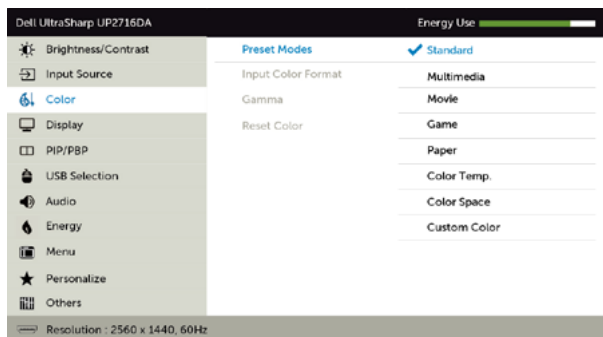 Dell UltraSharp UP2716DA Energy Use
Brightness/Contrast Preset Modes Standard
Input Source Input Color Format Multimedia
Color Gamma Movie
Display Reset Color Game
PIP/PBP Paper
USB Selection Color Temp.
Audio Color Space
Energy Custom Color
Menu
Personalize
Others
Resolution : 2560 x 1440, 60Hz